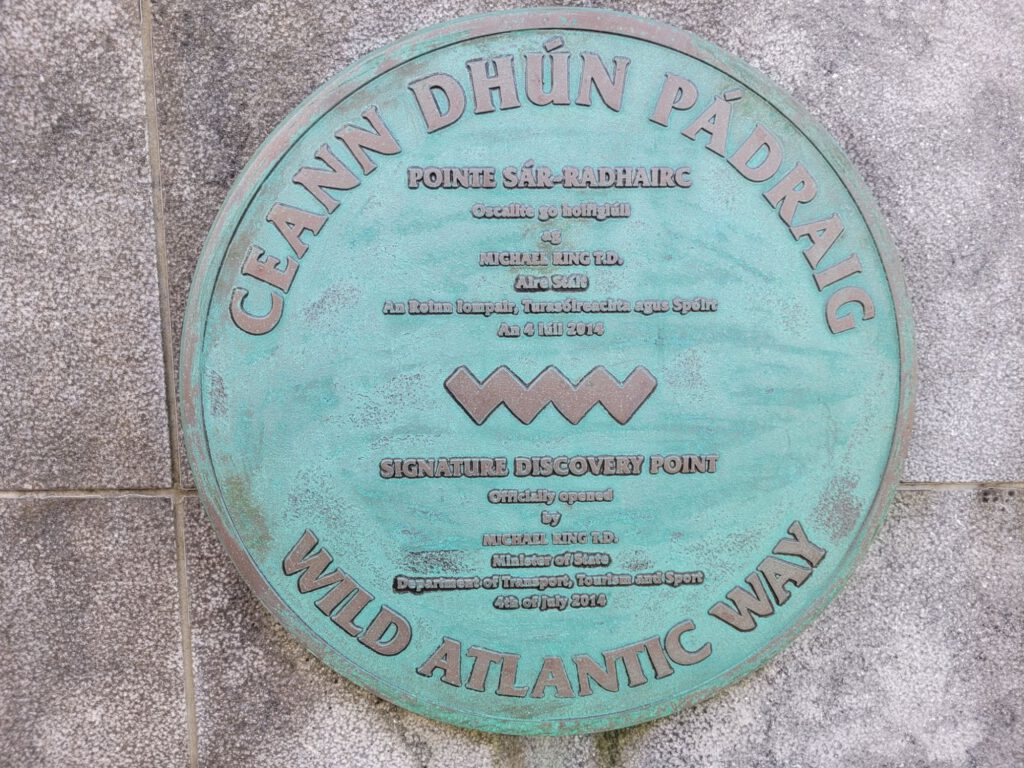 CEANN DHÚN PÁDRAIG
POINTE SÁR-RADHAIRC
Oscailte go hoifigiúil
ag
MICHAEL RING T.D.
Aire Stáit
An Roinn Iompair, Turasóireachta agus Spóirt
An 4 Iúil 2014
SIGNATURE DISCOVERY POINT
Officially opened
by
MICHAEL RING T.D.
Minister of State
Department of Transport, Tourism and Sport
4th of July 2014
WILD ATLANTIC WAY